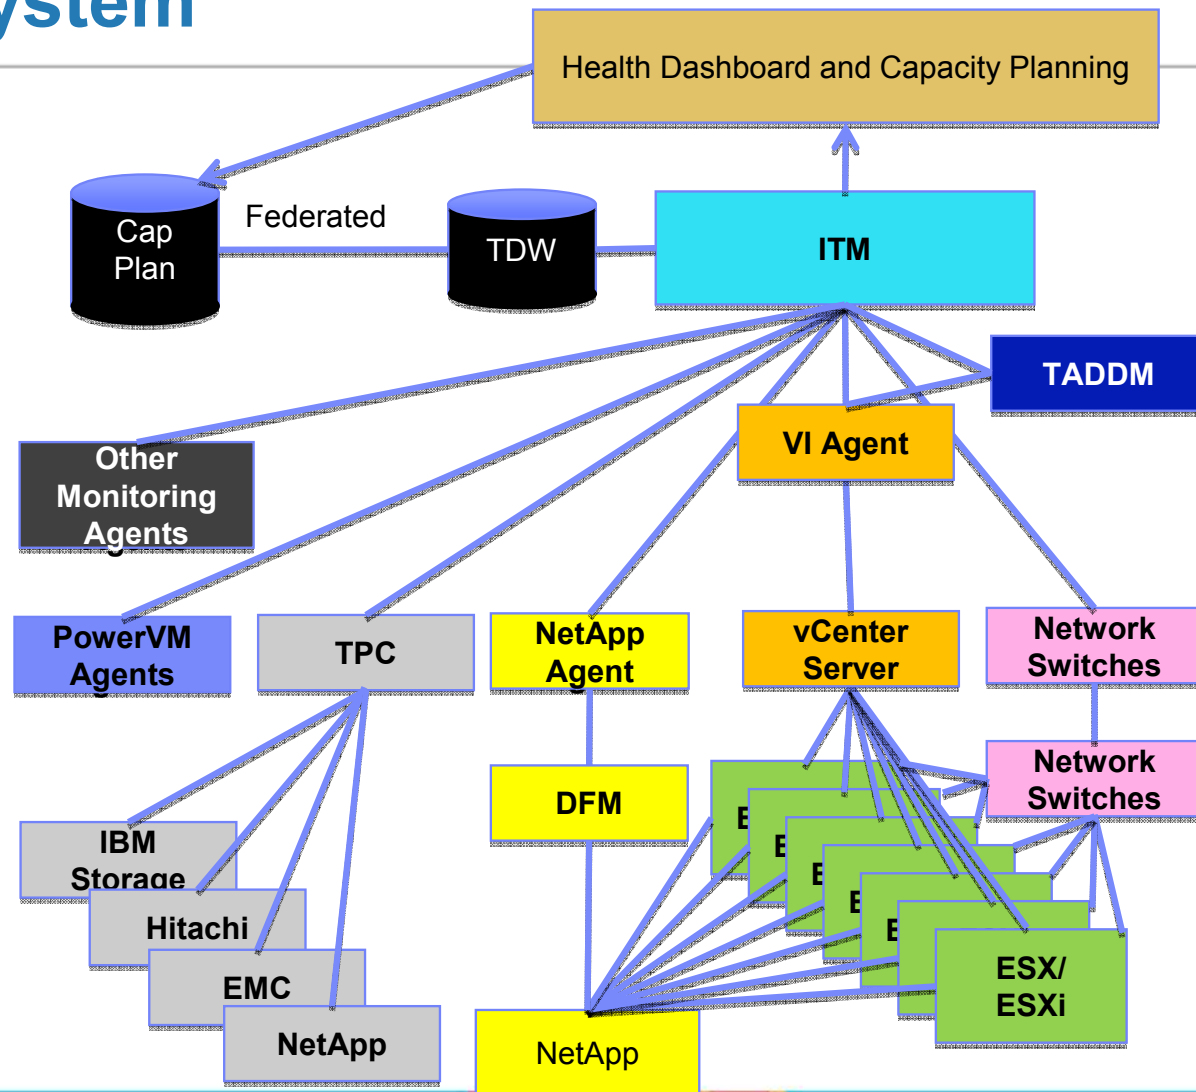 ystem
Health Dashboard and Capacity Planning
Cap
Plan
Federated
TDW
ITM
TADDM
VI Agent
Other
Monitoring
Agents
PowerVM
Agents
TPC
NetApp
Agent
vCenter
Server
Network
Switches
DFM
Network
Switches
IBM
Storage
Hitachi
EMC
NetApp
NetApp
E
E
E
E
E
E
ESX/
ESXi